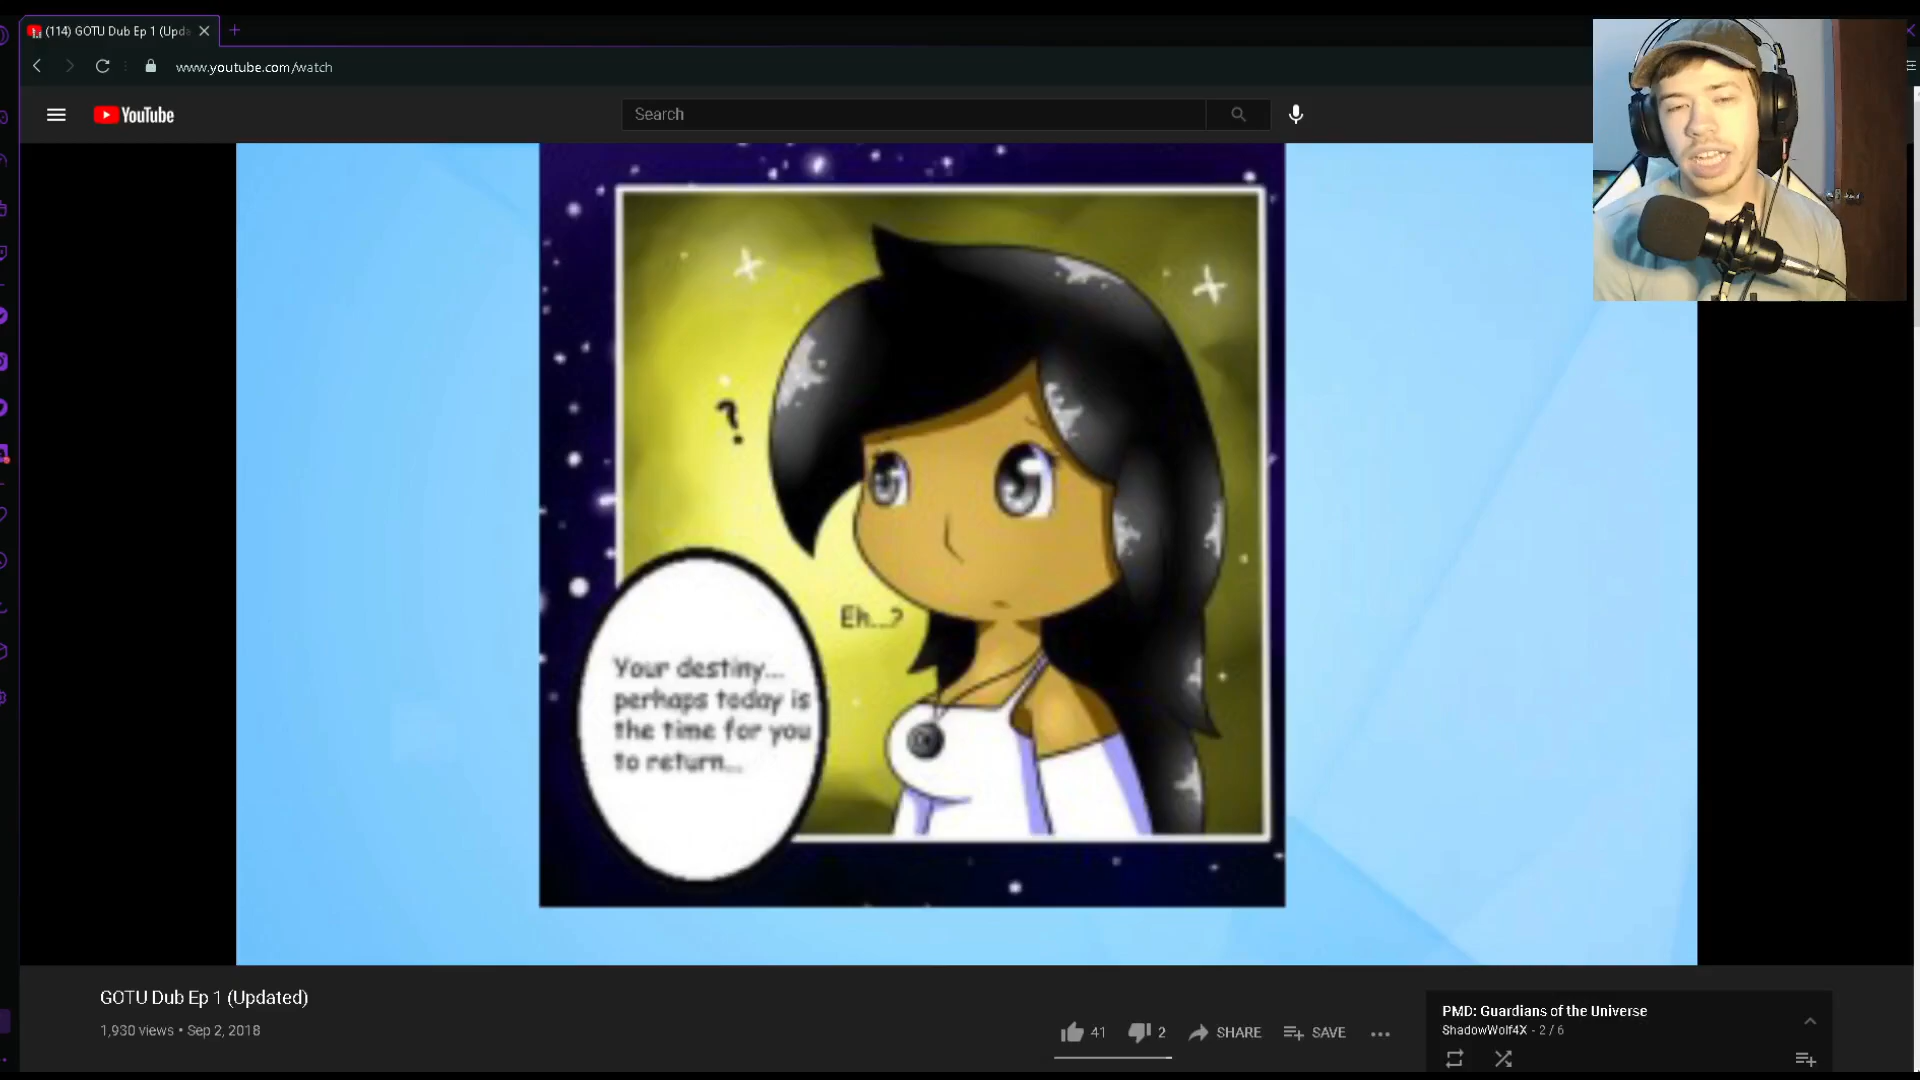 (114) GOTU Dub Ep 1 (Upda
www.youtube.com/watch
YouTube
Search
?
Eh...?
Your destiny...
perhaps today is
the time for you
to return...
GOTU Dub Ep 1 (Updated)
1,930 views • Sep 2, 2018
41
2
SHARE
SAVE
PMD: Guardians of the Universe
ShadowWolf4X - 2 / 6